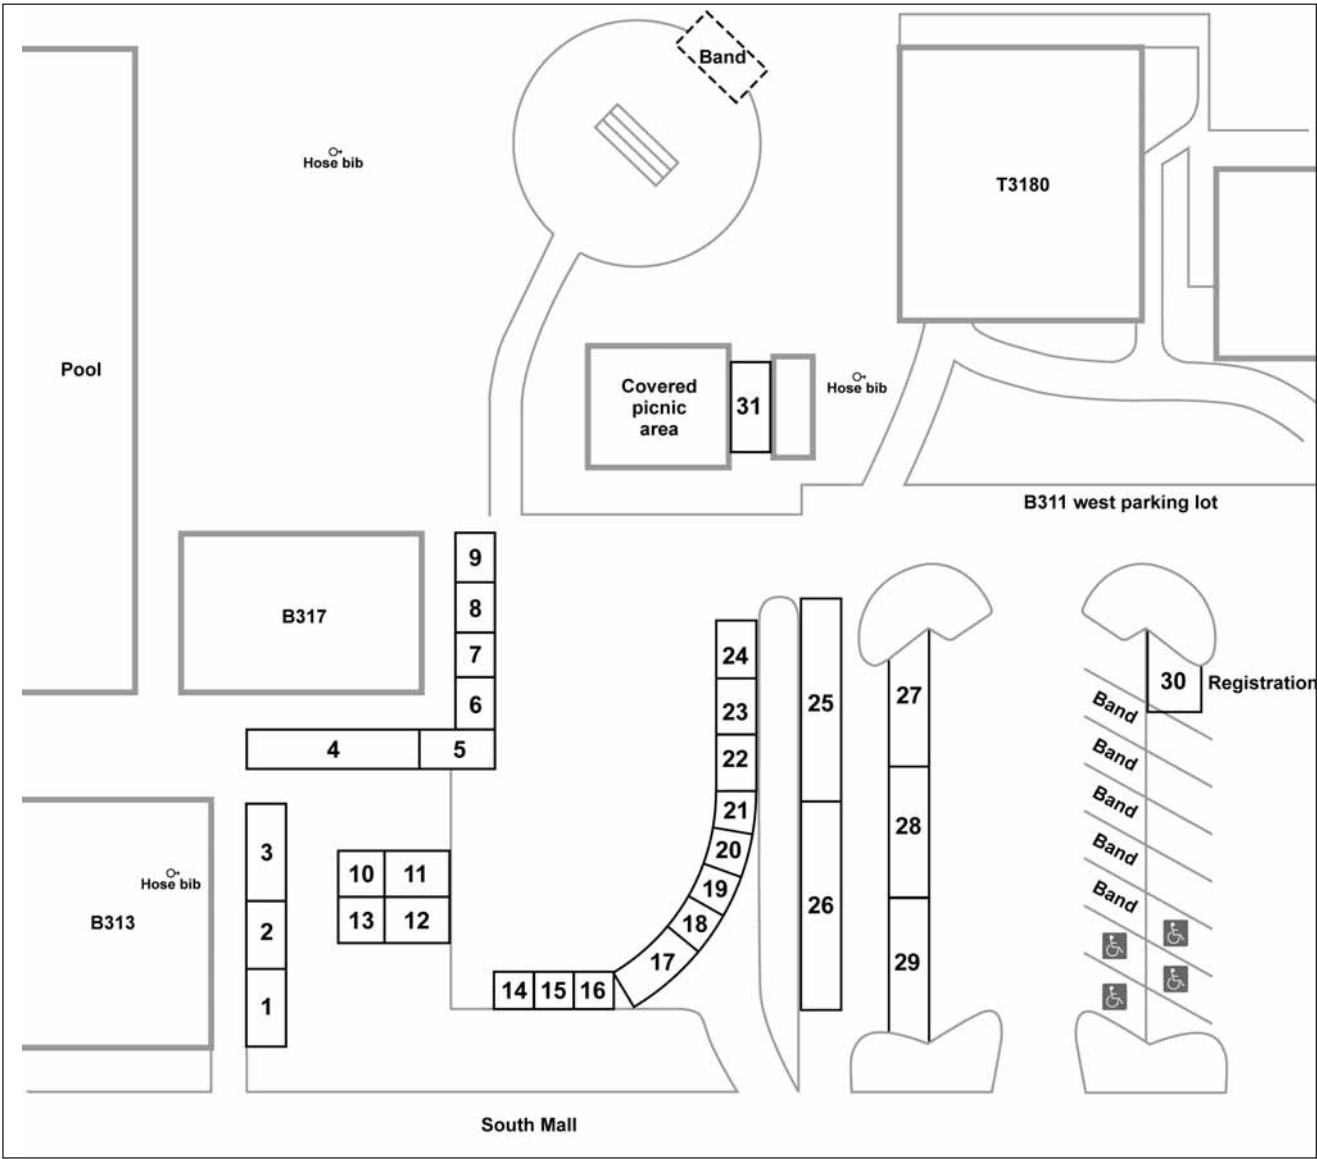 Band
Hose bib
T3180
Pool
Covered
picnic
area
31
Hose bib
B311 west parking lot
9
8
7
6
B317
4
5
24
23
22
21
20
19
18
17
16
15
14
25
26
27
28
29
30
Registration
Band
Band
Band
Band
Band
3
2
1
10
11
13
12
Hose bib
B313
South Mall